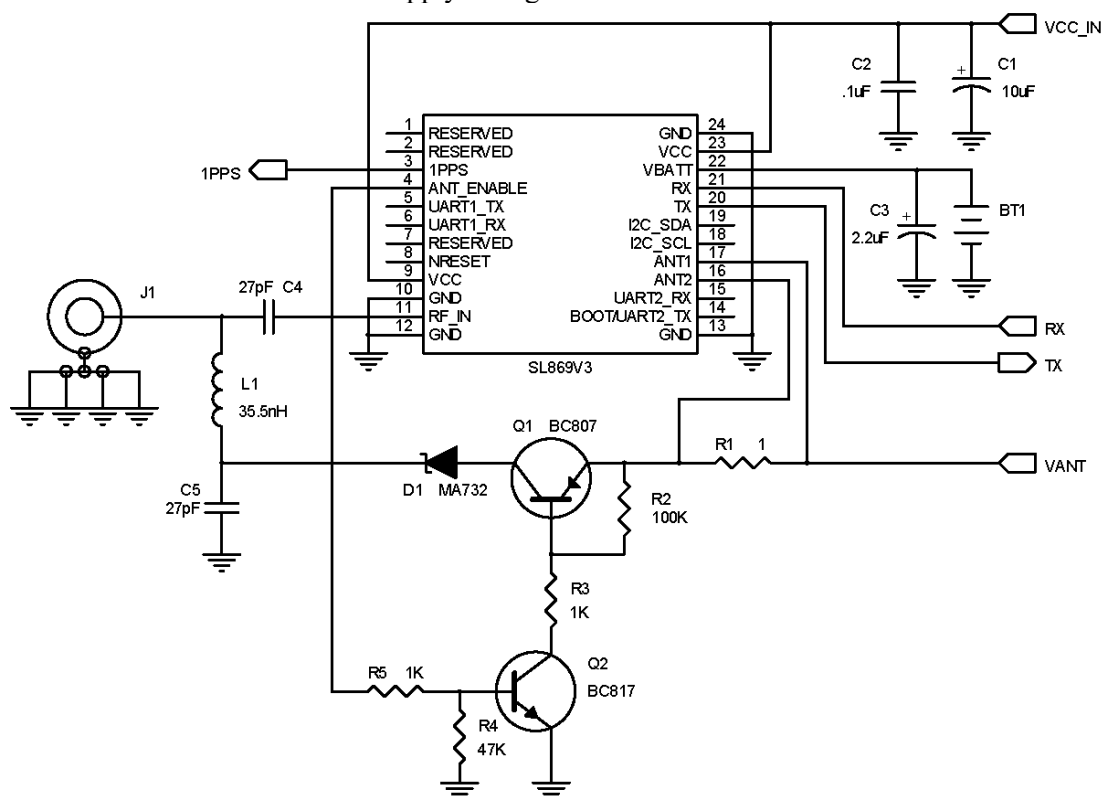 VCC_IN
C2
.1uF
C1
+
10uF
1 RESERVED
2 RESERVED
3 1PPS
4 ANT_ENABLE
5 UART1_TX
6 UART1_RX
7 RESERVED
8 NRESET
9 VCC
10 GND
11 RF_IN
12 GND
GND 24
VCC 23
VBATT 22
RX 21
TX 20
I2C_SDA 19
I2C_SCL 18
ANT1 17
ANT2 16
UART2_RX 15
BOOT/UART2_TX 14
GND 13
SL869V3
1PPS
C3
+
2.2uF
BT1
J1
27pF C4
RX
TX
L1
35.5nH
Q1 BC807
R1 1
VANT
D1 MA732
R2
100K
C5
27pF
R3
1K
Q2
BC817
R5 1K
R4
47K